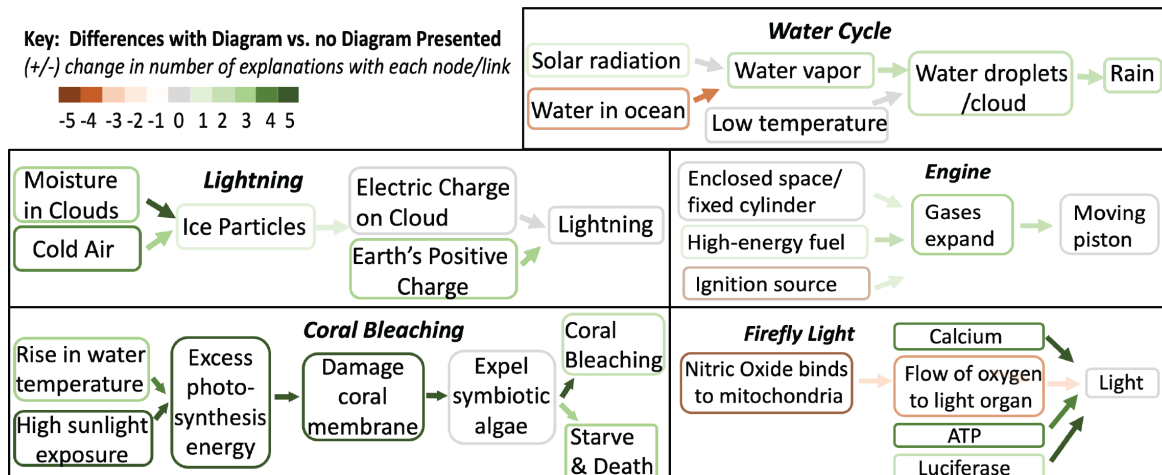 Key: Differences with Diagram vs. no Diagram Presented
(+/-) change in number of explanations with each node/link
-5 -4 -3 -2 -1 0 1 2 3 4 5
Water Cycle
Solar radiation
Water in ocean
Water vapor
Low temperature
Water droplets
/cloud
Rain
Lightning
Moisture
in Clouds
Cold Air
Ice Particles
Electric Charge
on Cloud
Earth's Positive
Charge
Lightning
Engine
Enclosed space/
fixed cylinder
High-energy fuel
Ignition source
Gases
expand
Moving
piston
Coral Bleaching
Rise in water
temperature
High sunlight
exposure
Excess
photo-
synthesis
energy
Damage
coral
membrane
Expel
symbiotic
algae
Coral
Bleaching
Starve
& Death
Firefly Light
Nitric Oxide binds
to mitochondria
Calcium
Flow of oxygen
to light organ
ATP
Luciferase
Light